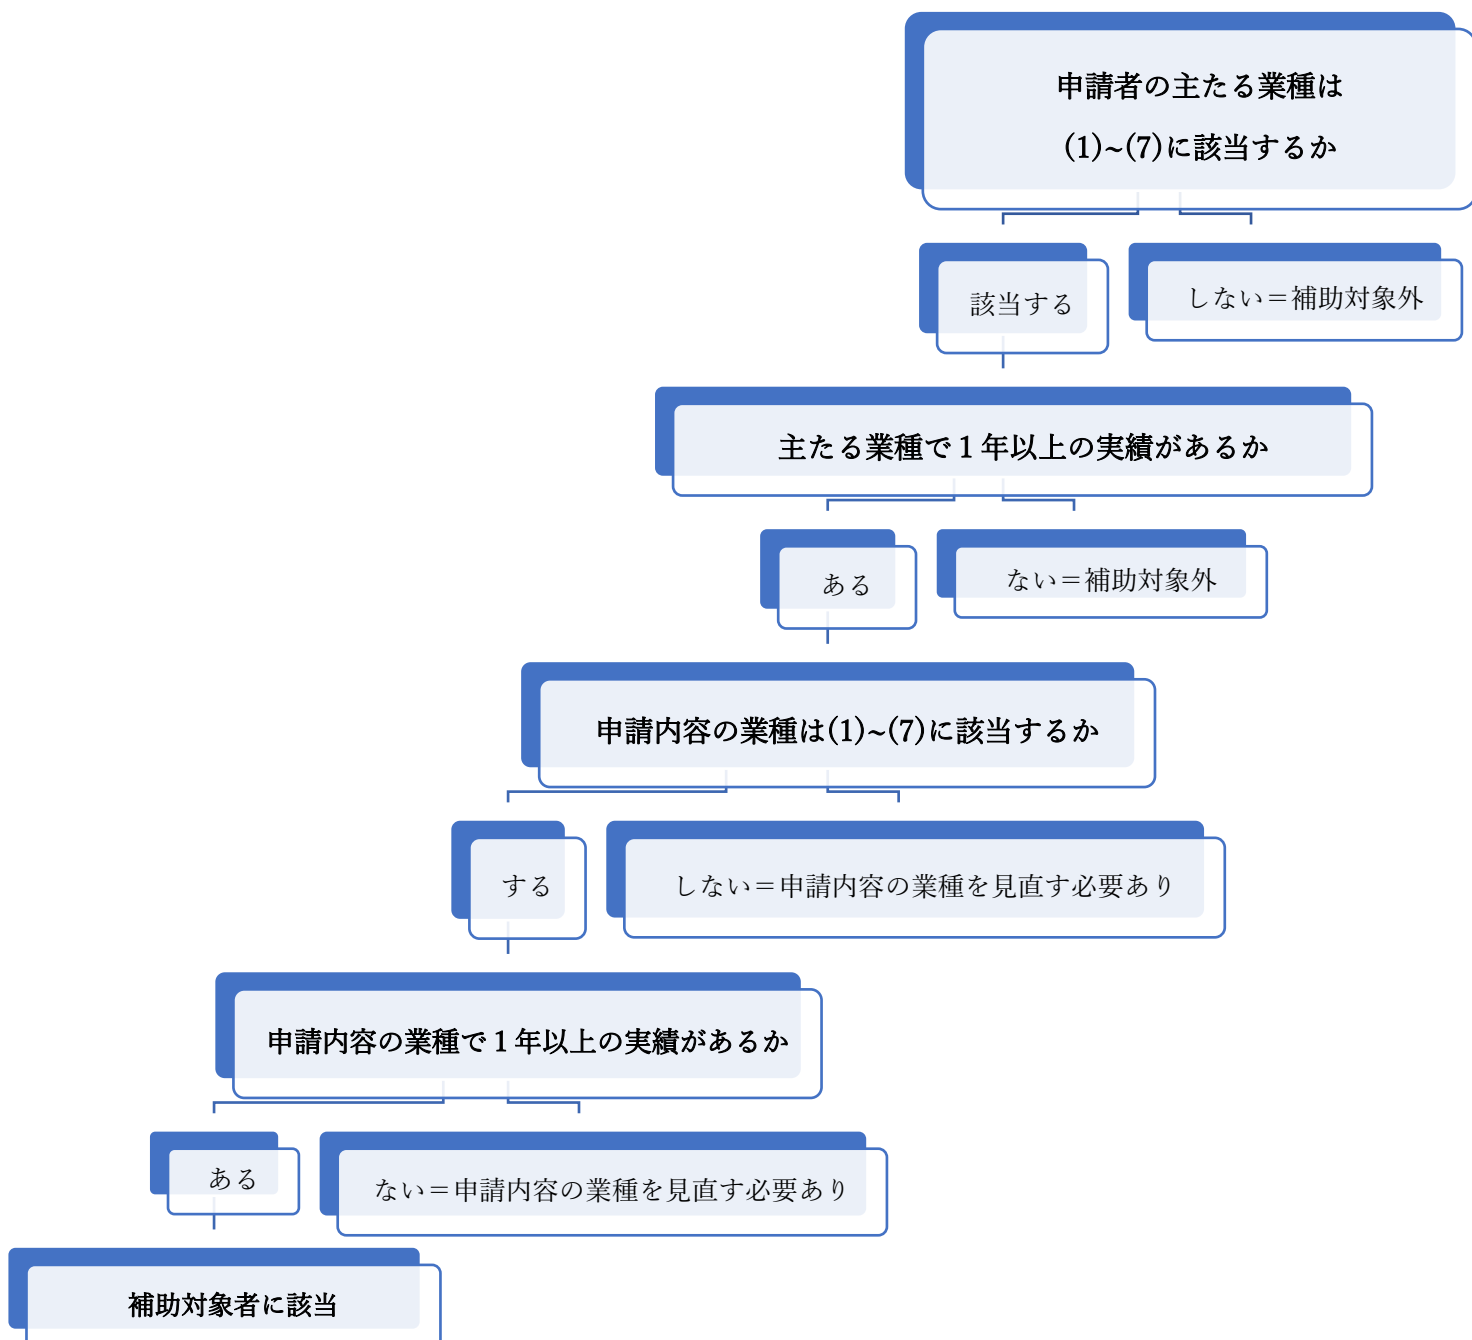 申請者の主たる業種は
(1)~(7)に該当するか
該当する
しない＝補助対象外
主たる業種で１年以上の実績があるか
ある
ない＝補助対象外
申請内容の業種は(1)~(7)に該当するか
する
しない＝申請内容の業種を見直す必要あり
申請内容の業種で１年以上の実績があるか
ある
ない＝申請内容の業種を見直す必要あり
補助対象者に該当